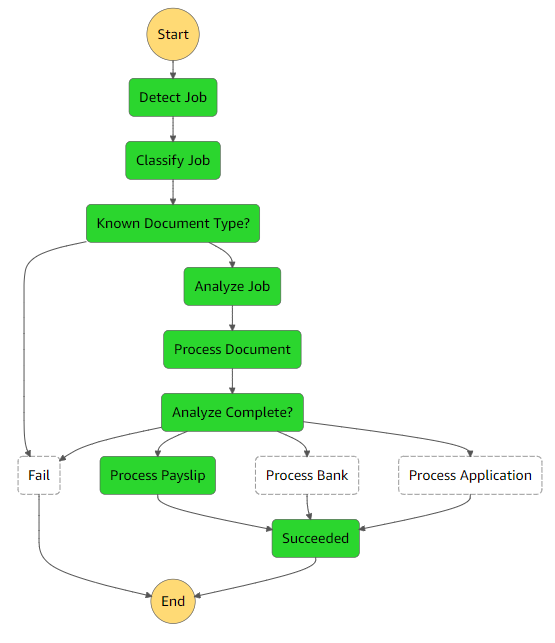 Start
Detect Job
Classify Job
Known Document Type?
Analyze Job
Process Document
Analyze Complete?
Fail
Process Payslip
Process Bank
Process Application
Succeeded
End